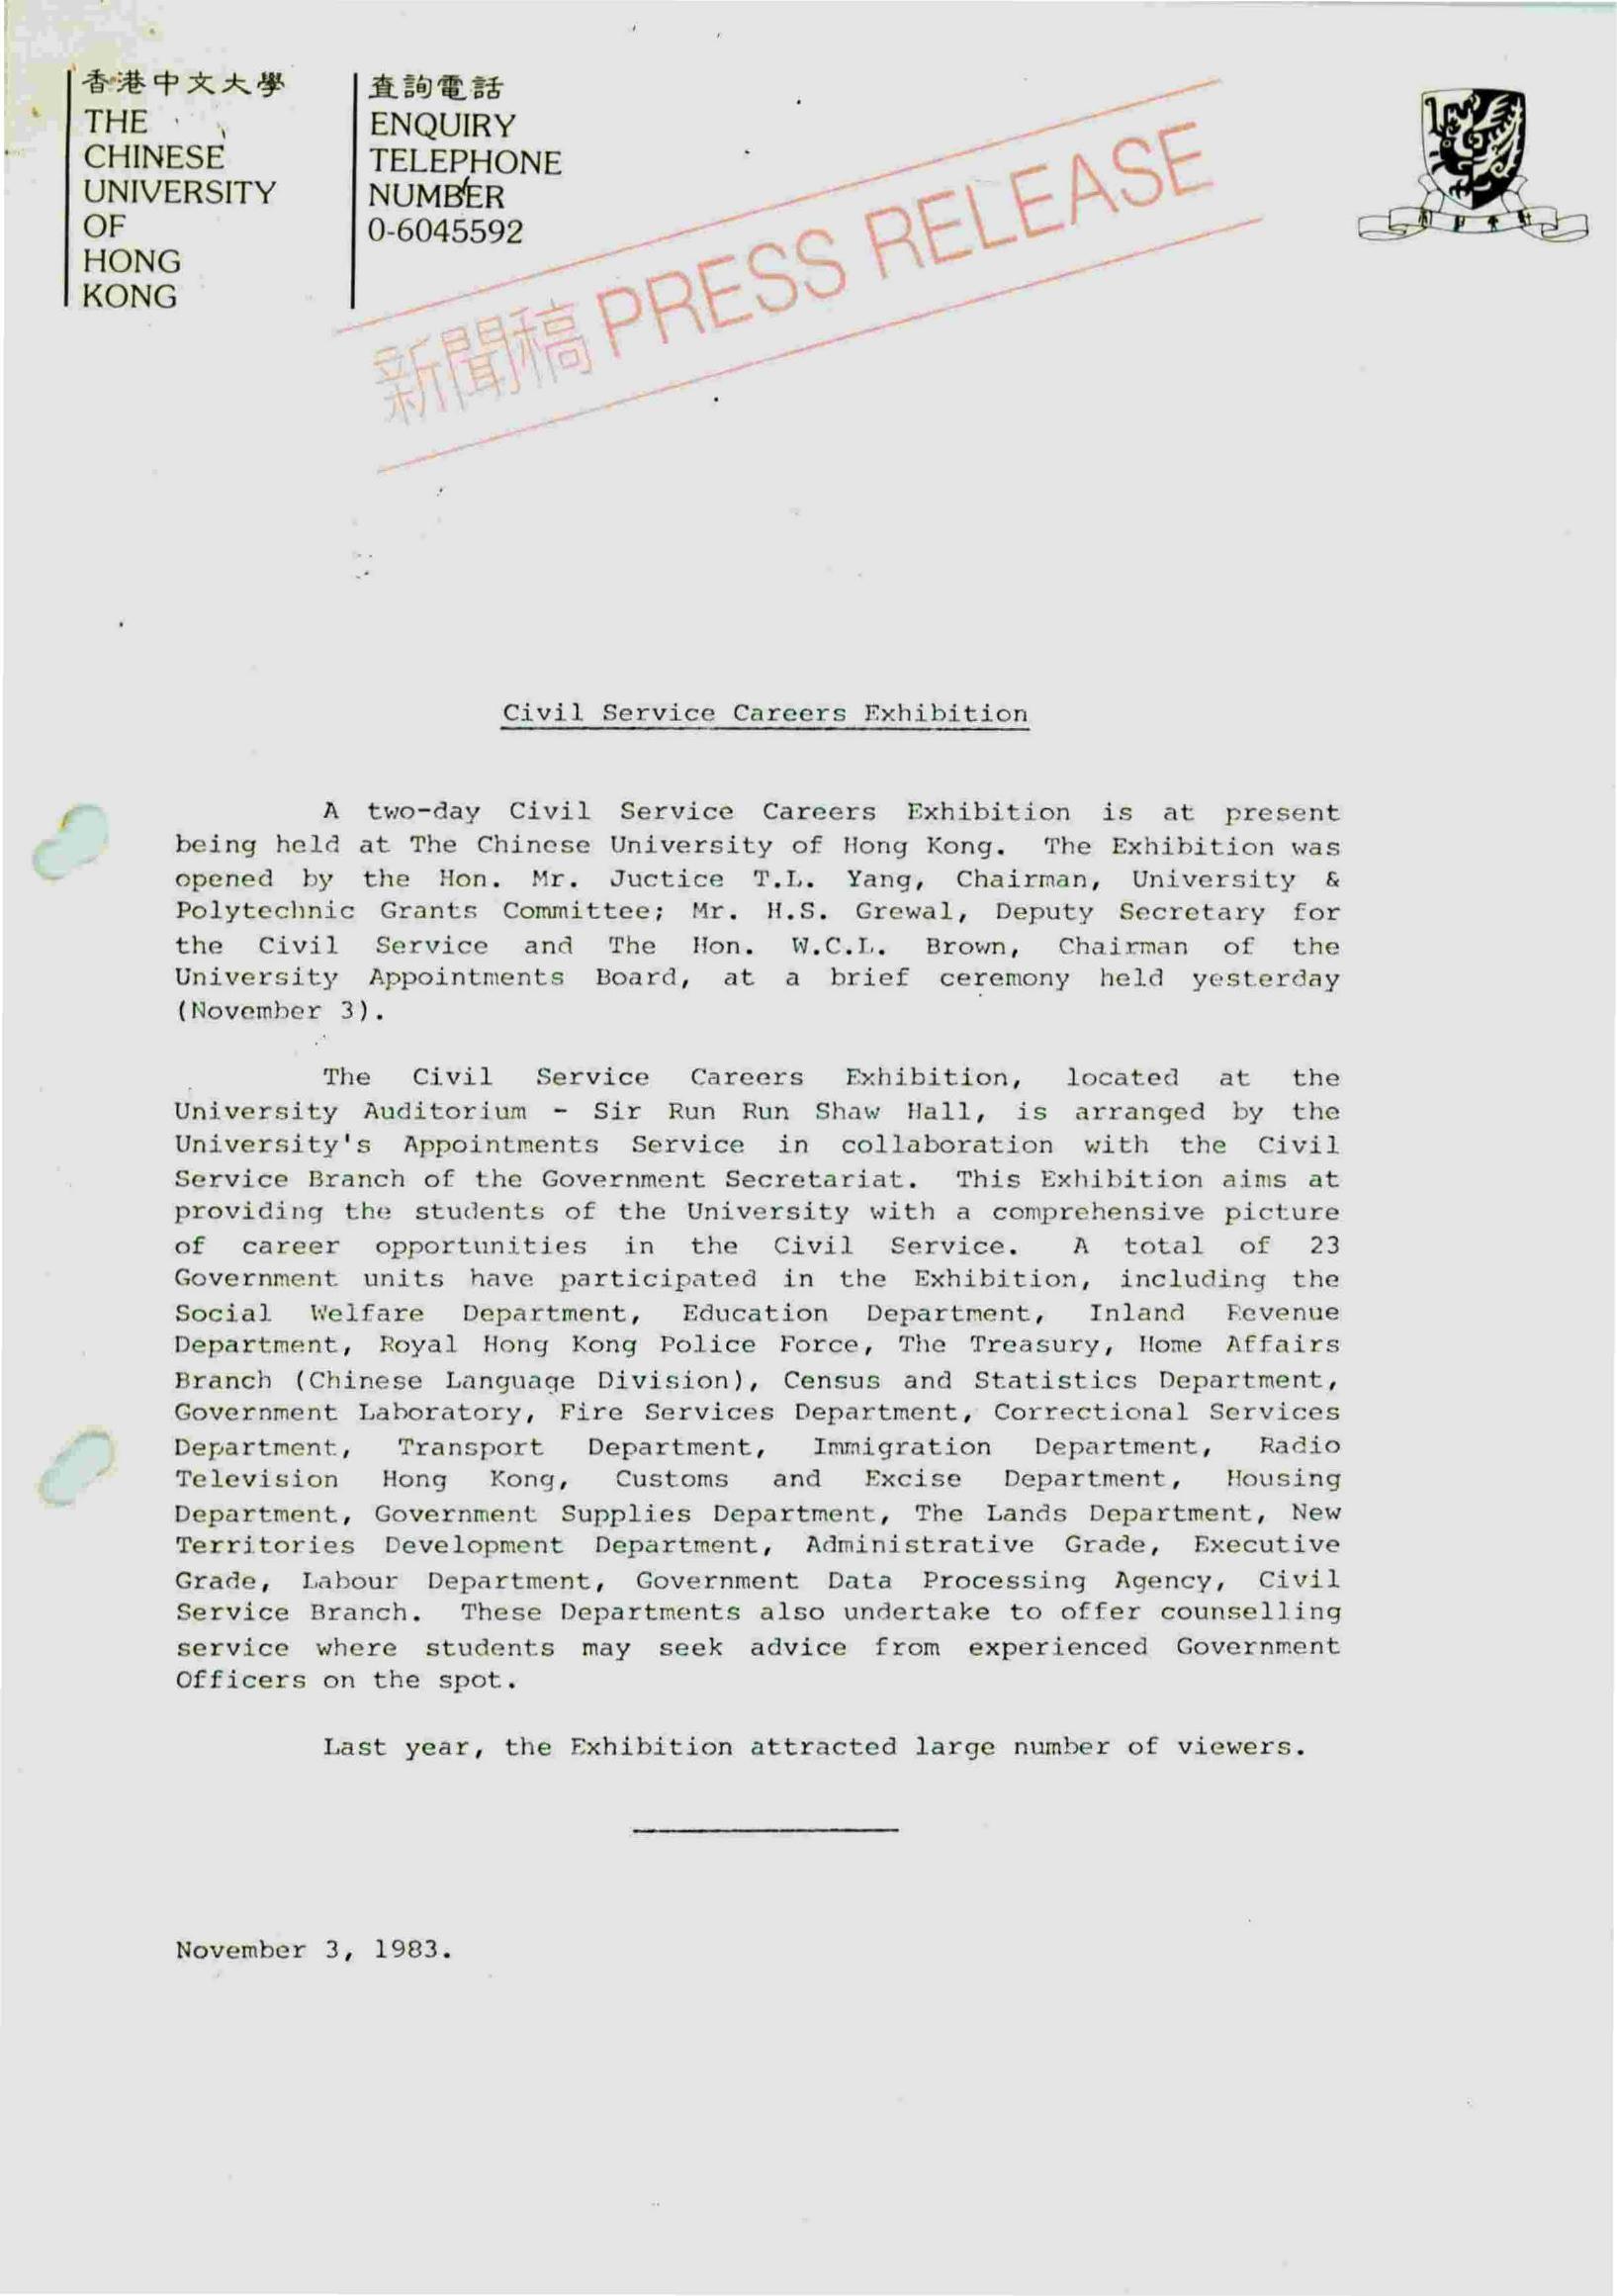 香港中文大學
THE
CHINESE
UNIVERSITY
OF
HONG
KONG
查詢電話
ENQUIRY
TELEPHONE
NUMBER
0-6045592
新聞稿 PRESS RELEASE
Civil Service Careers Exhibition
A two-day Civil Service Careers Exhibition is at present
being held at The Chinese University of Hong Kong. The Exhibition was
opened by the Hon. Mr. Juctice T.L. Yang, Chairman, University &
Polytechnic Grants Committee; Mr. H.S. Grewal, Deputy Secretary for
the Civil Service and The Hon. W.C.L. Brown, Chairman of the
University Appointments Board, at a brief ceremony held yesterday
(November 3).
The Civil Service Careers Exhibition, located at the
University Auditorium - Sir Run Run Shaw Hall, is arranged by the
University's Appointments Service in collaboration with the Civil
Service Branch of the Government Secretariat. This Exhibition aims at
providing the students of the University with a comprehensive picture
of career opportunities in the Civil Service. A total of 23
Government units have participated in the Exhibition, including the
Social Welfare Department, Education Department, Inland Revenue
Department, Royal Hong Kong Police Force, The Treasury, Home Affairs
Branch (Chinese Language Division), Census and Statistics Department,
Government Laboratory, Fire Services Department, Correctional Services
Department, Transport Department, Immigration Department, Radio
Television Hong Kong, Customs and Excise Department, Housing
Department, Government Supplies Department, The Lands Department, New
Territories Development Department, Administrative Grade, Executive
Grade, Labour Department, Government Data Processing Agency, Civil
Service Branch. These Departments also undertake to offer counselling
service where students may seek advice from experienced Government
Officers on the spot.
Last year, the Exhibition attracted large number of viewers.
November 3, 1983.